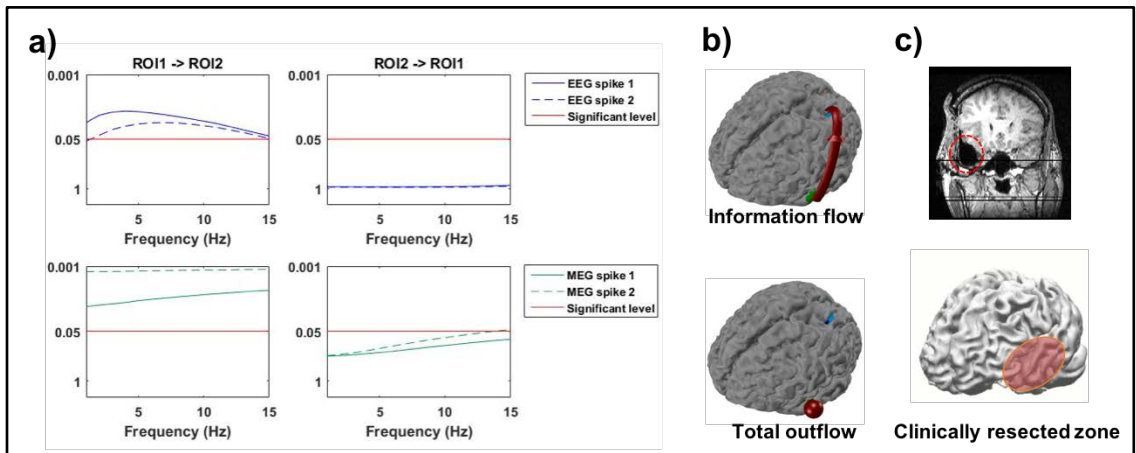 a)
ROI1 -> ROI2
0.001
0.05
1
5
10
15
Frequency (Hz)
ROI2 -> ROI1
0.001
0.05
1
5
10
15
Frequency (Hz)
EEG spike 1
EEG spike 2
Significant level
0.001
0.05
1
5
10
15
Frequency (Hz)
0.001
0.05
1
5
10
15
Frequency (Hz)
MEG spike 1
MEG spike 2
Significant level
b)
Information flow
Total outflow
c)
Clinically resected zone